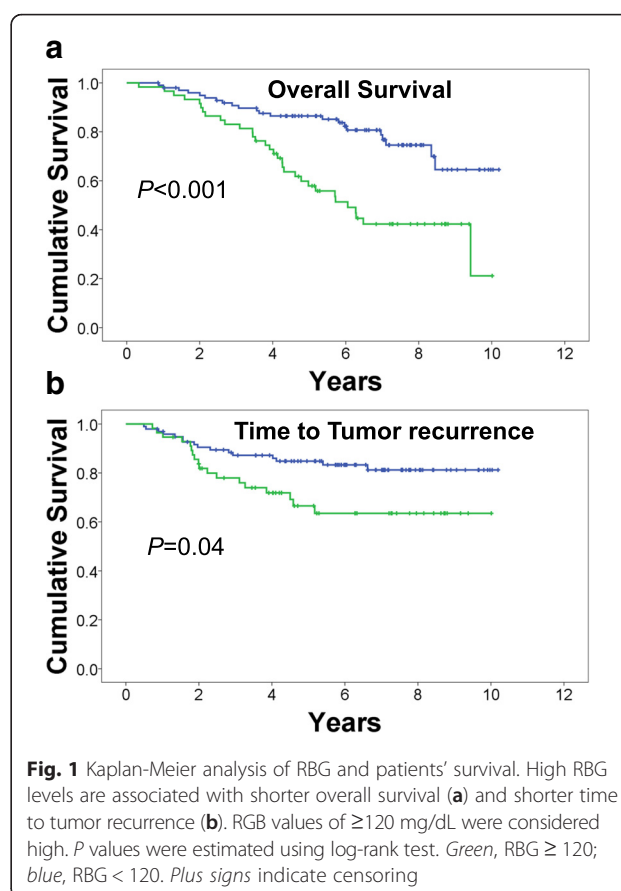 a
Overall Survival
Cumulative Survival
1.0
0.8
0.6
0.4
0.2
0.0
P<0.001
0 2 4 6 8 10 12
Years
b
Time to Tumor recurrence
Cumulative Survival
1.0
0.8
0.6
0.4
0.2
0.0
P=0.04
0 2 4 6 8 10 12
Years
Fig. 1 Kaplan-Meier analysis of RBG and patients' survival. High RBG
levels are associated with shorter overall survival (a) and shorter time
to tumor recurrence (b). RGB values of ≥120 mg/dL were considered
high. P values were estimated using log-rank test. Green, RBG ≥ 120;
blue, RBG < 120. Plus signs indicate censoring